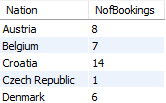 Nation NofBookings
Austria 8
Belgium 7
Croatia 14
Czech Republic 1
Denmark 6